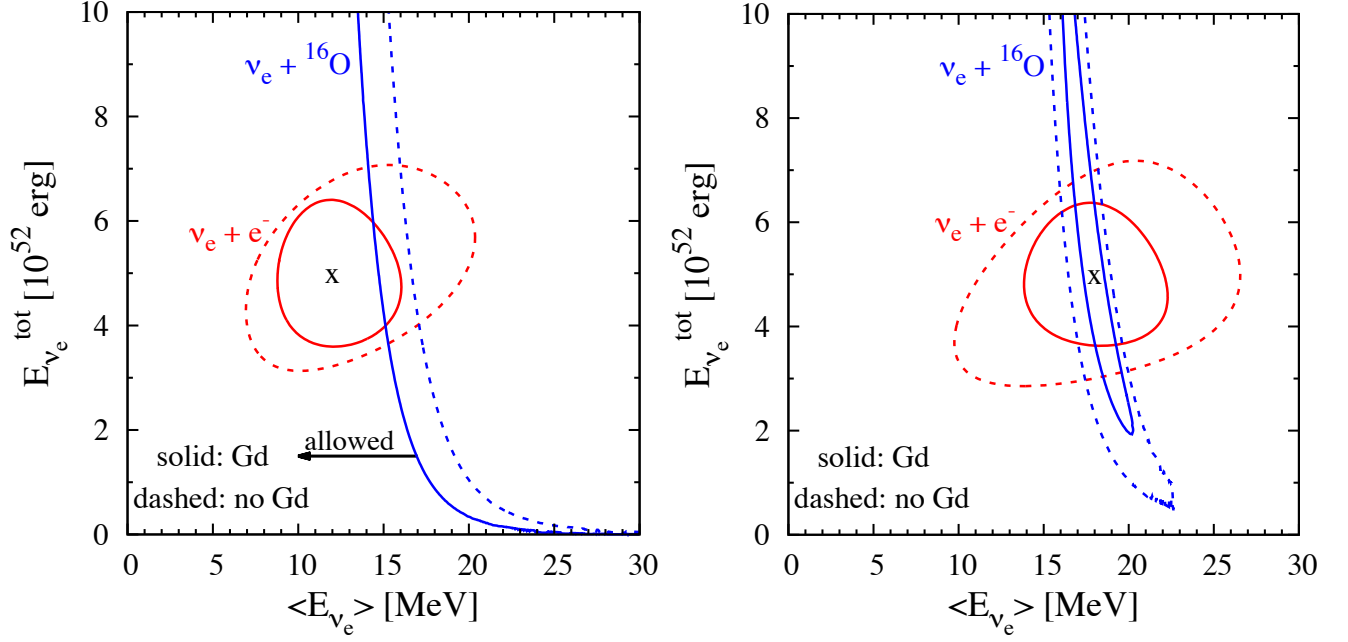 10
8
6
4
2
0
E_{ν_e}^{tot} [10^{52} erg]
ν_e + ^{16}O
ν_e + e^-
x
allowed
solid: Gd
dashed: no Gd
0 5 10 15 20 25 30
<E_{ν_e}> [MeV]
10
8
6
4
2
0
E_{ν_e}^{tot} [10^{52} erg]
ν_e + ^{16}O
ν_e + e^-
x
solid: Gd
dashed: no Gd
0 5 10 15 20 25 30
<E_{ν_e}> [MeV]